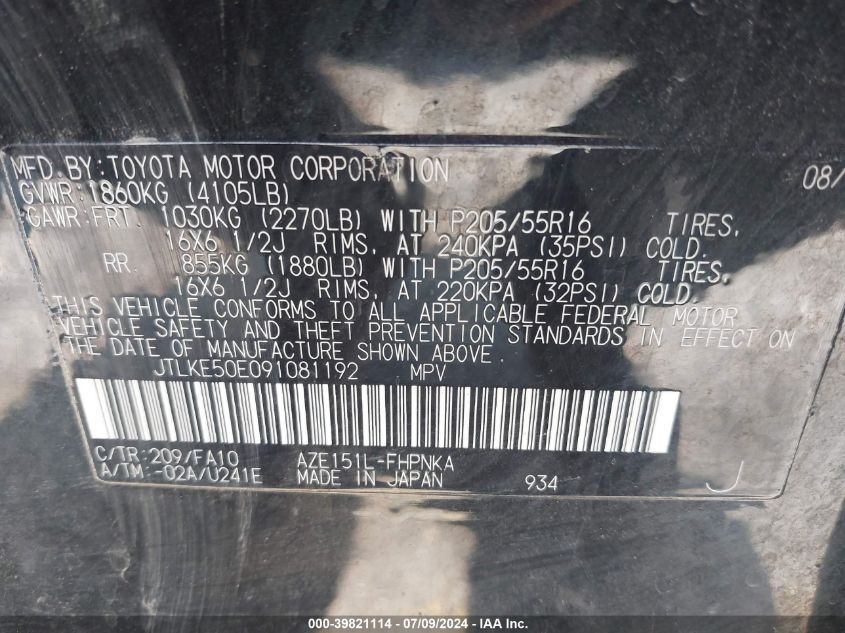 MFD.BY:TOYOTA MOTOR CORPORATION 08/
GVWR:1860KG (4105LB)
GAWR:FRT. 1030KG (2270LB) WITH P205/55R16 TIRES,
16X6 1/2J RIMS, AT 240KPA (35PSI) COLD.
RR. 855KG (1880LB) WITH P205/55R16 TIRES,
16X6 1/2J RIMS, AT 220KPA (32PSI) COLD.
THIS VEHICLE CONFORMS TO ALL APPLICABLE FEDERAL MOTOR
VEHICLE SAFETY AND THEFT PREVENTION STANDARDS IN EFFECT ON
THE DATE OF MANUFACTURE SHOWN ABOVE.
JTLKE50E091081192 MPV
C/TR:209/FA10 AZE151L-FHPNKA
A/TM:-02A/U241E MADE IN JAPAN 934 J
000-39821114 - 07/09/2024 - IAA Inc.